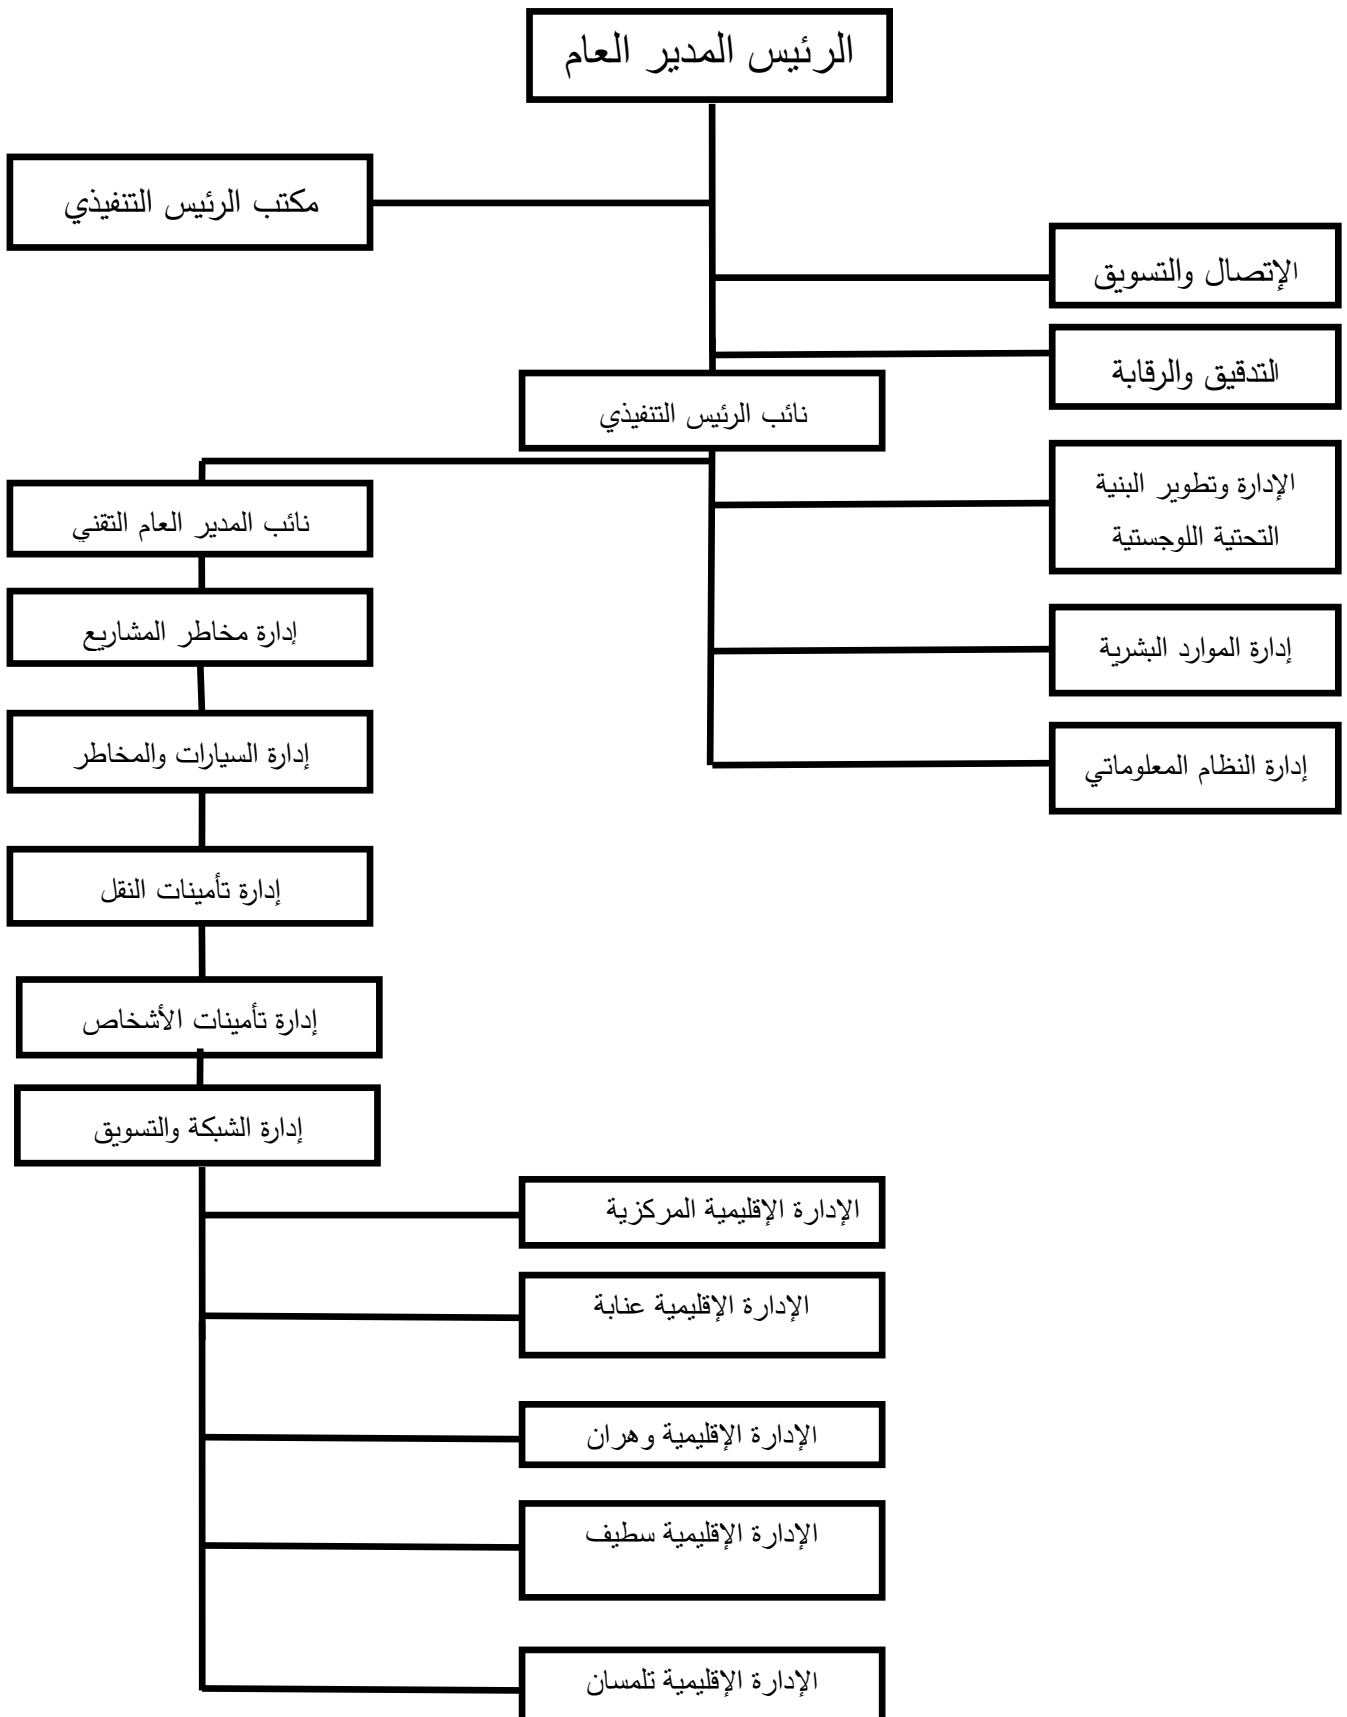 الرئيس المدير العام
مكتب الرئيس التنفيذي
الإتصال والتسويق
التدقيق والرقابة
نائب الرئيس التنفيذي
الإدارة وتطوير البنية
التحتية اللوجستية
نائب المدير العام التقني
إدارة مخاطر المشاريع
إدارة الموارد البشرية
إدارة السيارات والمخاطر
إدارة النظام المعلوماتي
إدارة تأمينات النقل
إدارة تأمينات الأشخاص
إدارة الشبكة والتسويق
الإدارة الإقليمية المركزية
الإدارة الإقليمية عنابة
الإدارة الإقليمية وهران
الإدارة الإقليمية سطيف
الإدارة الإقليمية تلمسان